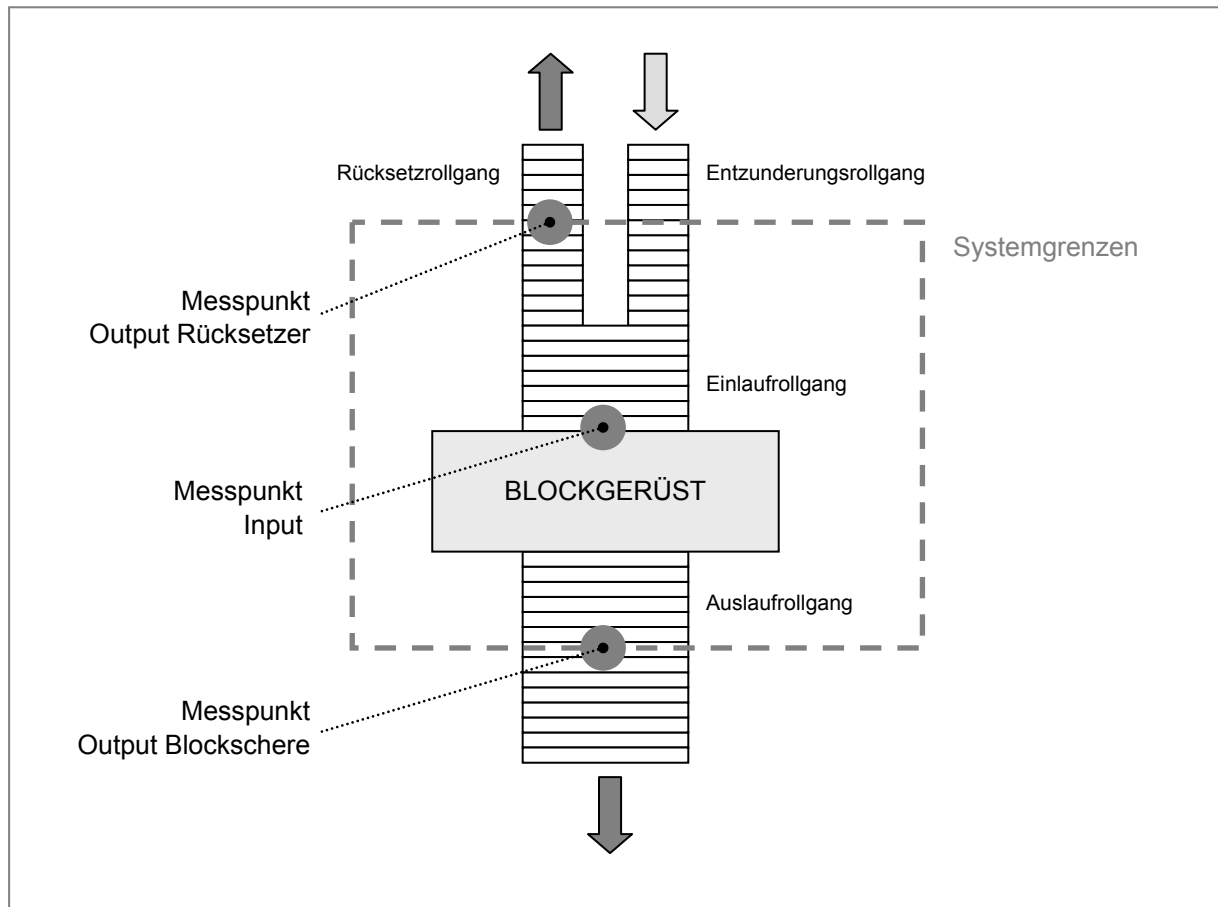 Rücksetzrollgang
Entzunderungsrollgang
Systemgrenzen
Messpunkt
Output Rücksetzer
Einlaufrollgang
Messpunkt
Input
BLOCKGERÜST
Auslaufrollgang
Messpunkt
Output Blockschere